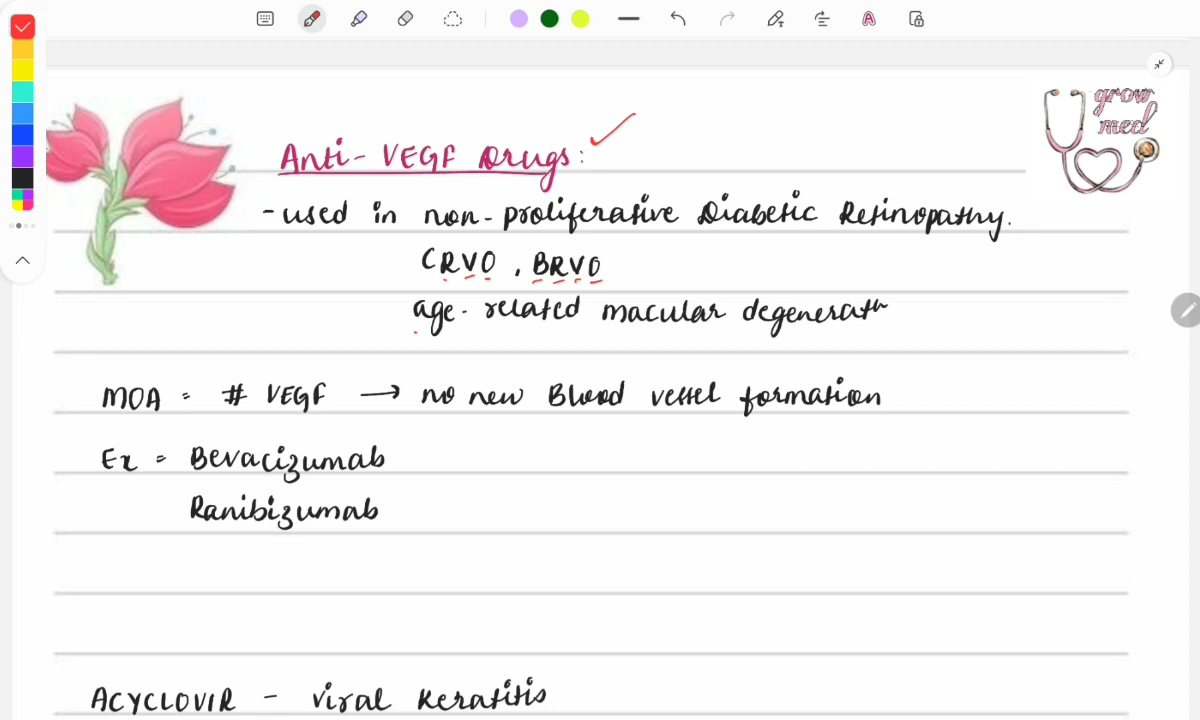 grow
med
Anti- VEGF Drugs:
- used in non-proliferative Diabetic Retinopathy.
CRVO, BRVO
age-related macular degenerath
MOA = # VEGF → no new Blood vessel formation
Ex = Bevacizumab
Ranibizumab
ACYCLOVIR - Viral Keratitis